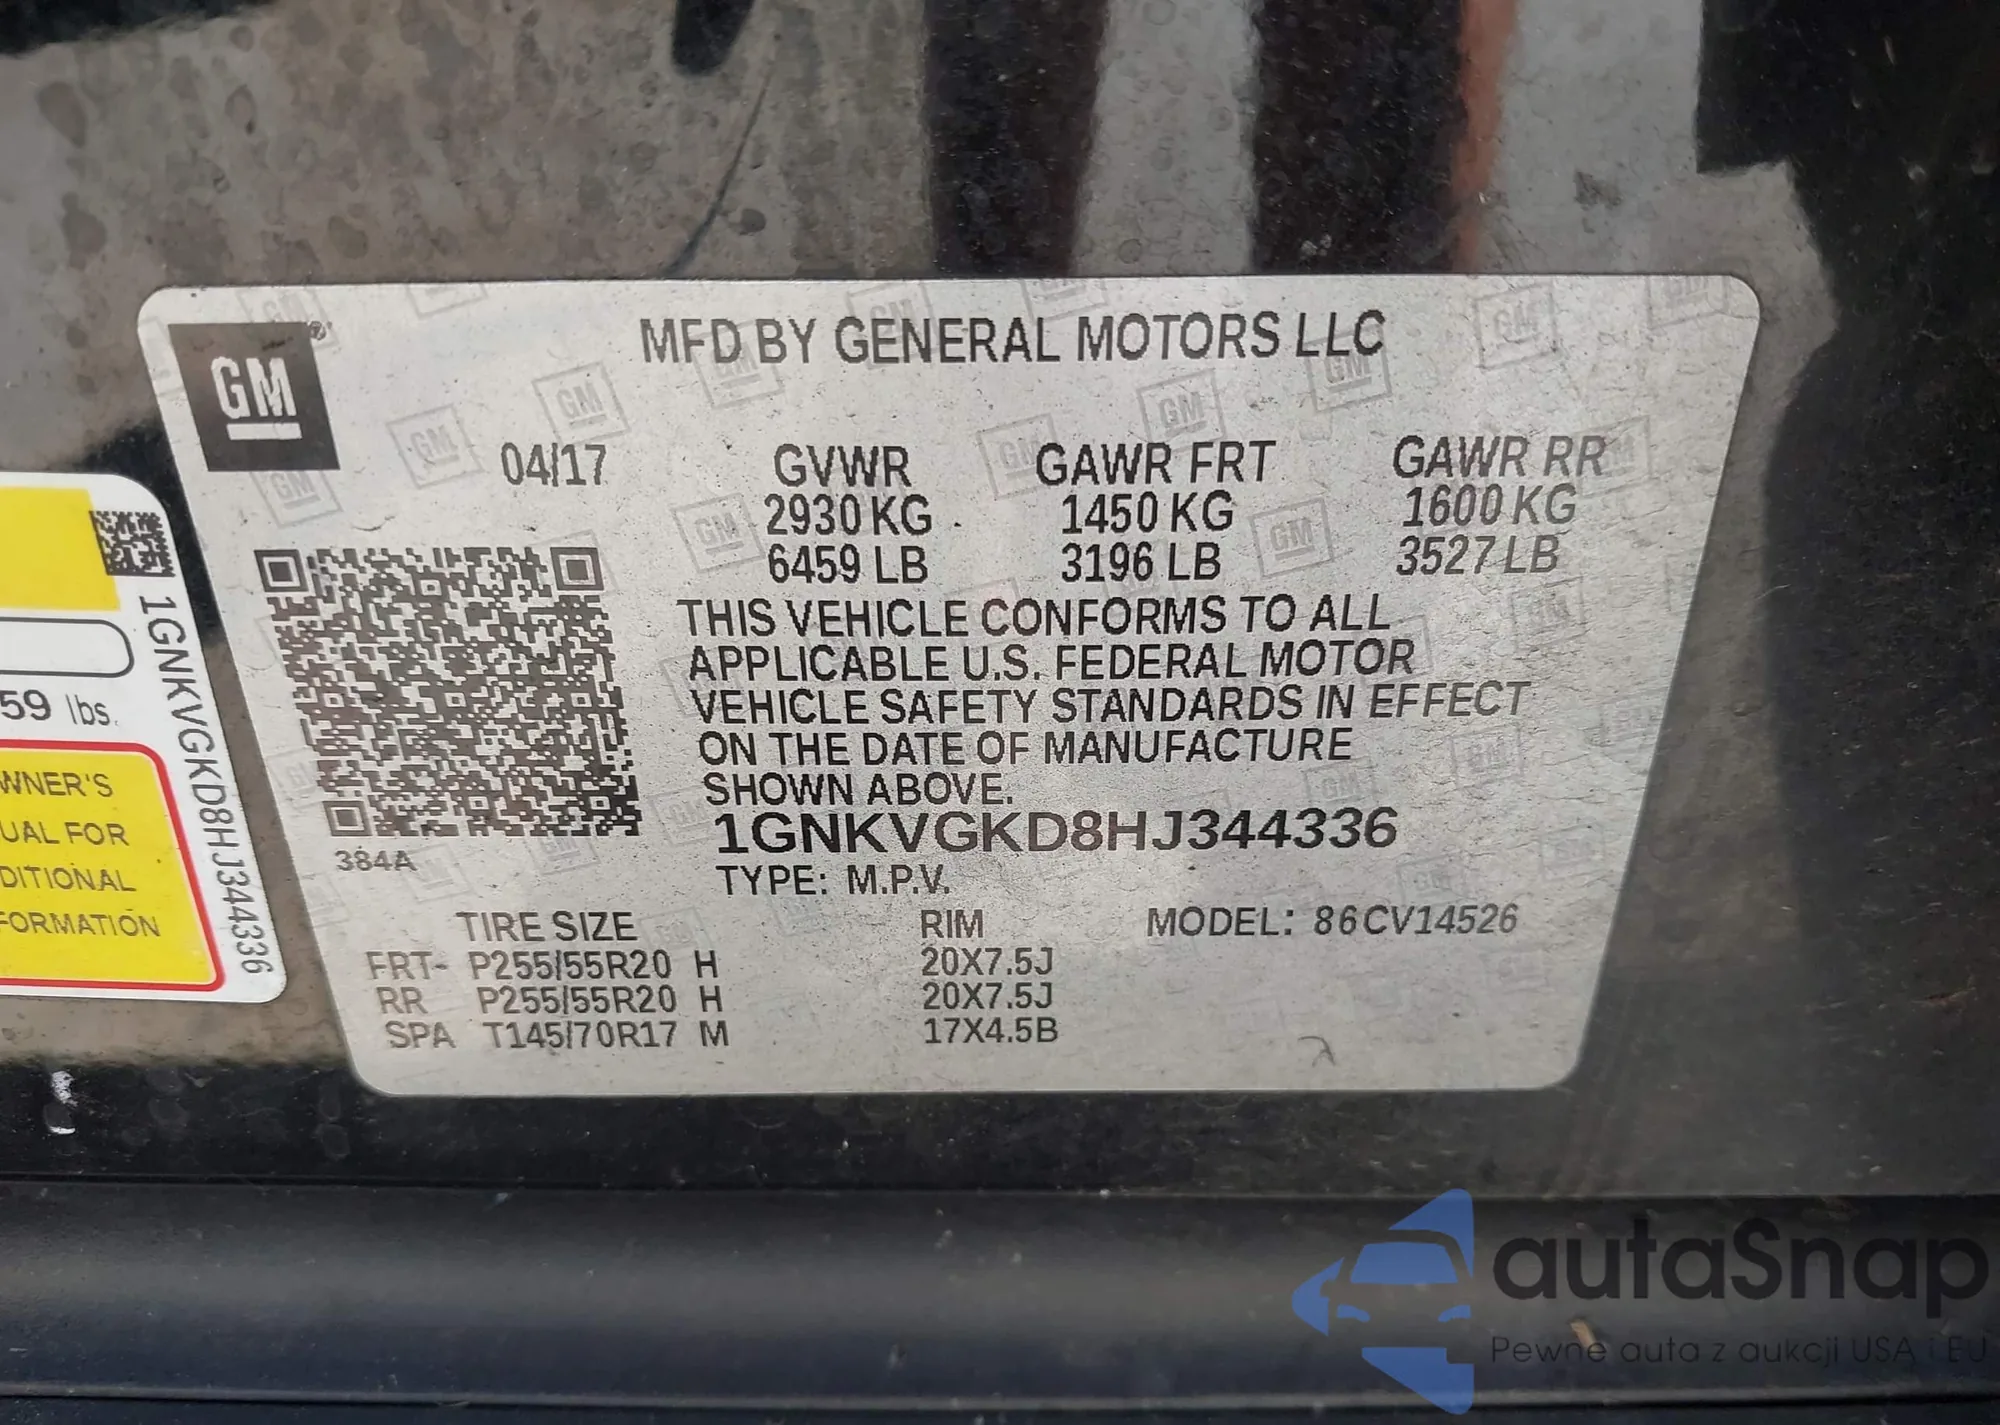 MFD BY GENERAL MOTORS LLC
GM®
04/17 GVWR GAWR FRT GAWR RR
2930 KG 1450 KG 1600 KG
6459 LB 3196 LB 3527 LB
THIS VEHICLE CONFORMS TO ALL
APPLICABLE U.S. FEDERAL MOTOR
VEHICLE SAFETY STANDARDS IN EFFECT
ON THE DATE OF MANUFACTURE
SHOWN ABOVE.
1GNKVGKD8HJ344336
384A
TYPE: M.P.V.
TIRE SIZE RIM MODEL: 86CV14526
FRT- P255/55R20 H 20X7.5J
RR P255/55R20 H 20X7.5J
SPA T145/70R17 M 17X4.5B
1GNKVGKD8HJ344336
59 lbs.
WNER'S
UAL FOR
DITIONAL
FORMATION
autaSnap
Pewne auta z aukcji USA i EU